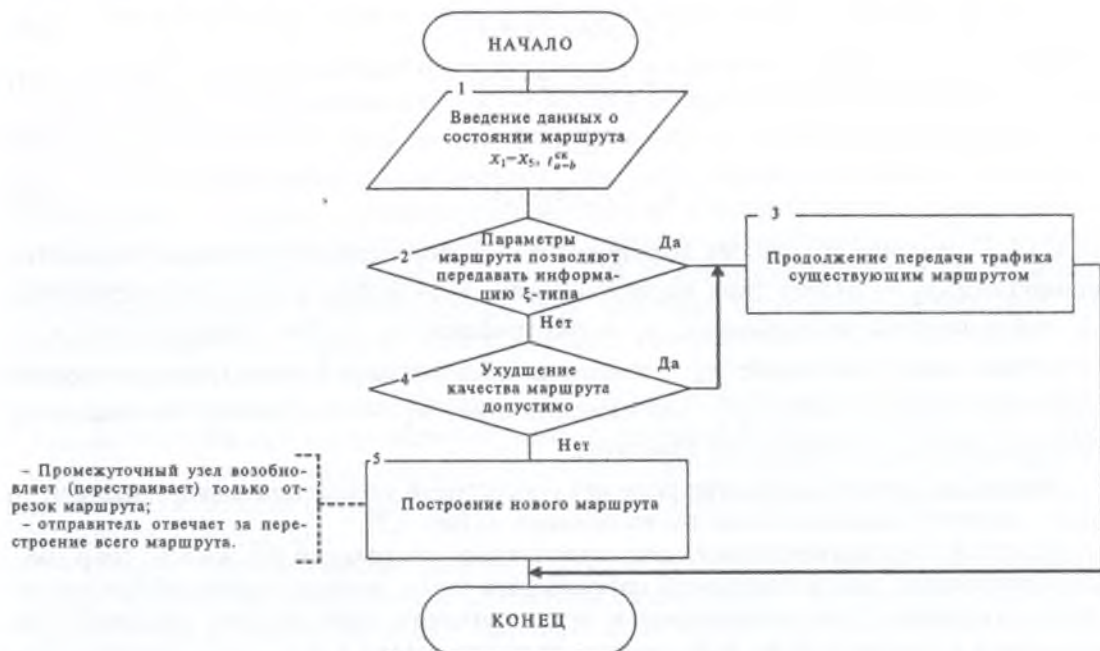 НАЧАЛО
1
Введение данных о
состоянии маршрута
x₁–x₅, t_{a–b}^{ск}
2
Параметры
маршрута позволяют
передавать информа-
цию ξ-типа
Да
3
Продолжение передачи трафика
существующим маршрутом
Нет
4
Ухудшение
качества маршрута
допустимо
Да
Нет
5
Построение нового маршрута
– Промежуточный узел возобно-
вляет (перестраивает) только от-
резок маршрута;
– отправитель отвечает за пере-
строение всего маршрута.
КОНЕЦ